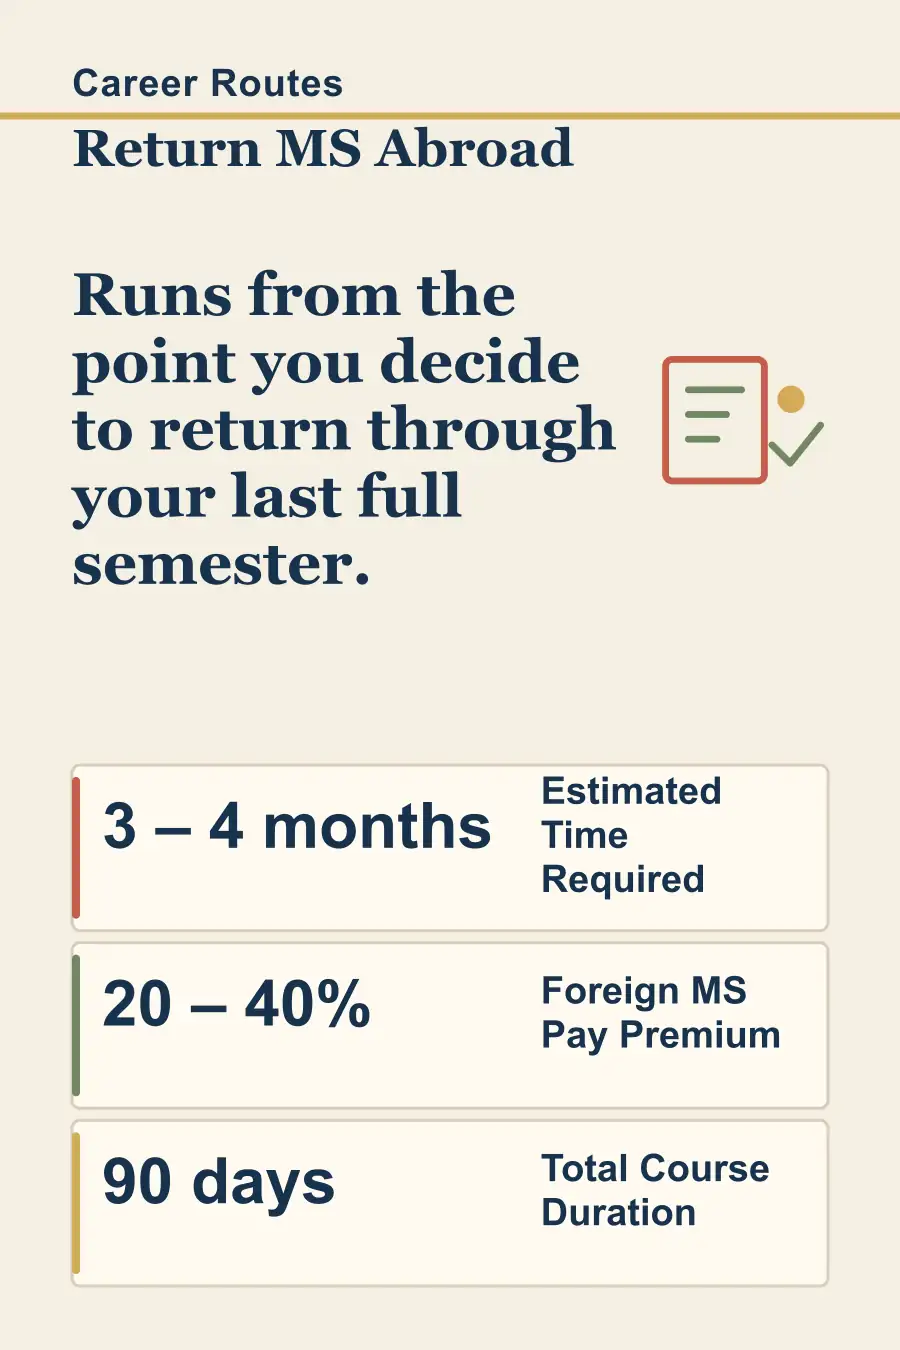 Career Routes
Return MS Abroad
Runs from the
point you decide
to return through
your last full
semester.
3 – 4 months
Estimated
Time
Required
20 – 40%
Foreign MS
Pay Premium
90 days
Total Course
Duration